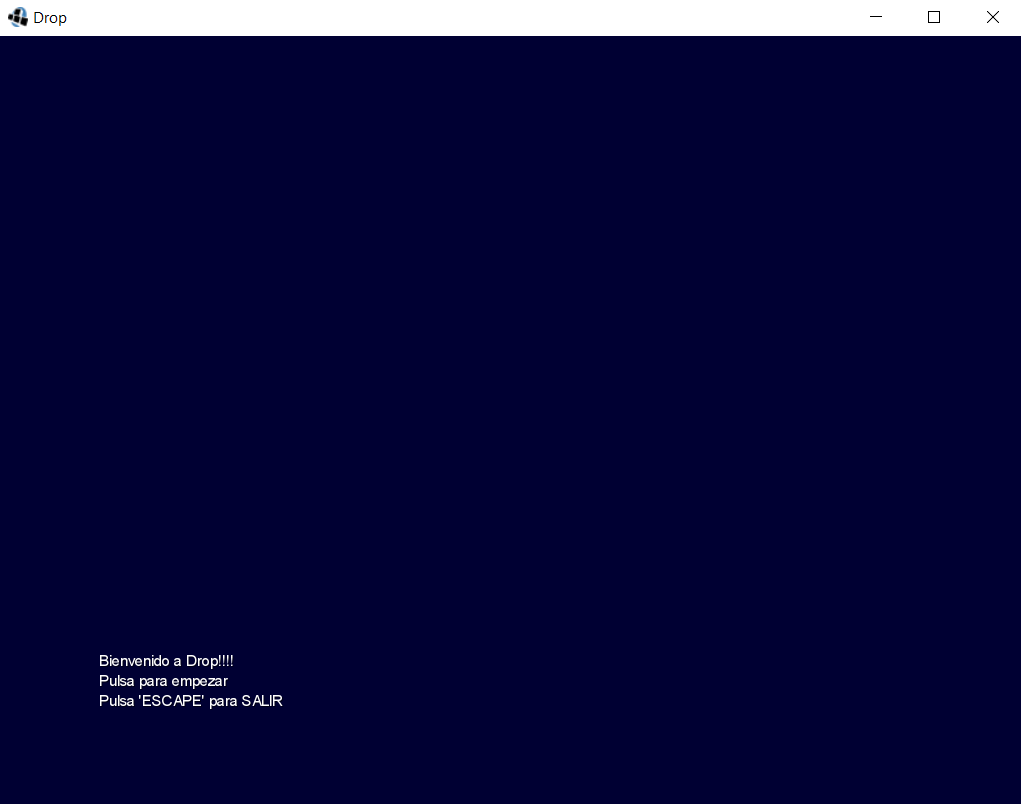 Drop
Bienvenido a Drop!!!!
Pulsa para empezar
Pulsa 'ESCAPE' para SALIR